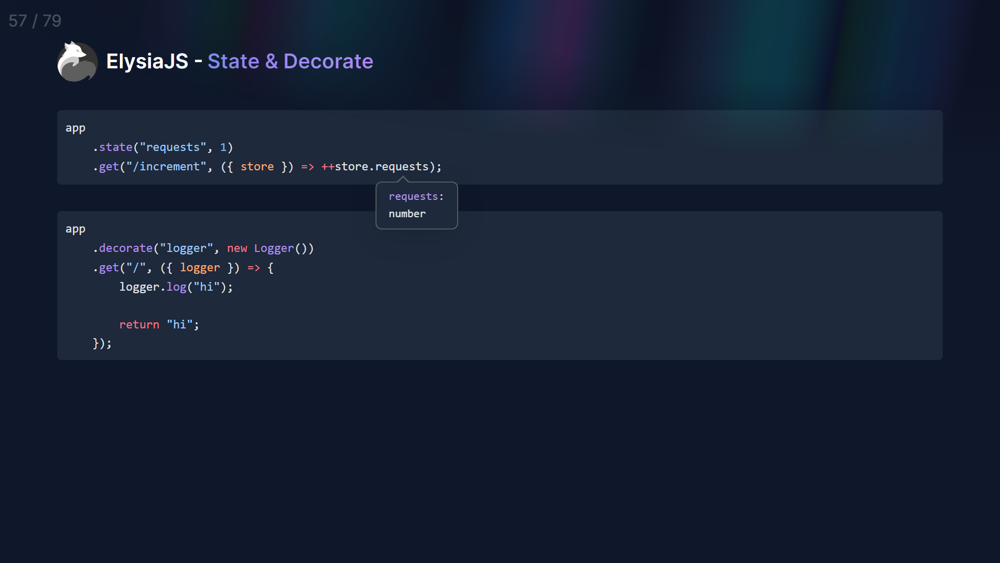 57 / 79
ElysiaJS - State & Decorate
app
    .state("requests", 1)
    .get("/increment", ({ store }) => ++store.requests);
requests:
number
app
    .decorate("logger", new Logger())
    .get("/", ({ logger }) => {
        logger.log("hi");
        return "hi";
    });